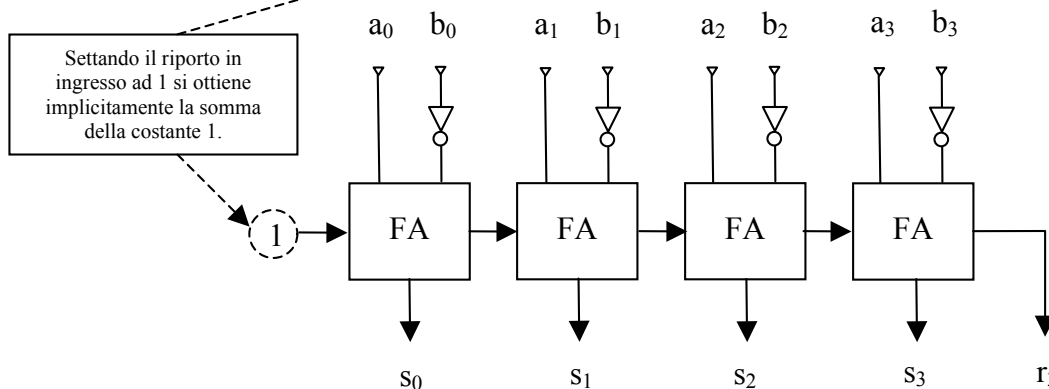 a0 b0 a1 b1 a2 b2 a3 b3
Settando il riporto in
ingresso ad 1 si ottiene
implicitamente la somma
della costante 1.
1 FA FA FA FA
s0 s1 s2 s3